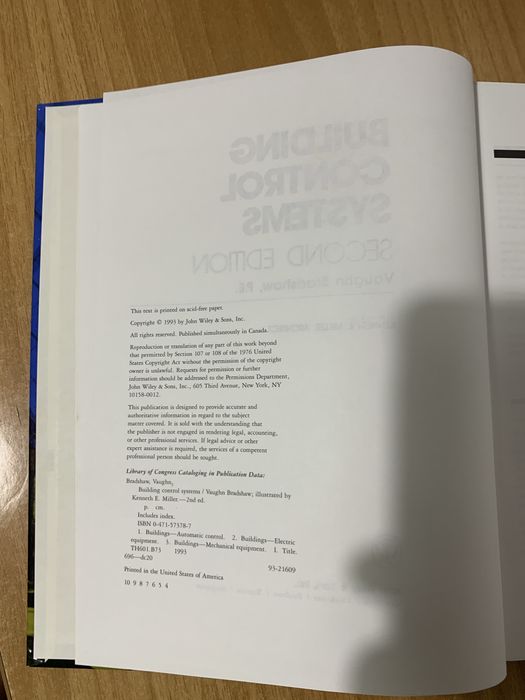 BUILDING
CONTROL
SYSTEMS
SECOND EDITION
Vaughn Bradshaw, P.E.
This text is printed on acid-free paper.
Copyright © 1993 by John Wiley & Sons, Inc.
All rights reserved. Published simultaneously in Canada.
Reproduction or translation of any part of this work beyond
that permitted by Section 107 or 108 of the 1976 United
States Copyright Act without the permission of the copyright
owner is unlawful. Requests for permission or further
information should be addressed to the Permissions Department,
John Wiley & Sons, Inc., 605 Third Avenue, New York, NY
10158-0012.
This publication is designed to provide accurate and
authoritative information in regard to the subject
matter covered. It is sold with the understanding that
the publisher is not engaged in rendering legal, accounting,
or other professional services. If legal advice or other
expert assistance is required, the services of a competent
professional person should be sought.
Library of Congress Cataloging in Publication Data:
Bradshaw, Vaughn,
Building control systems / Vaughn Bradshaw; illustrated by
Kenneth E. Miller.—2nd ed.
p. cm.
Includes index.
ISBN 0-471-57378-7
1. Buildings—Automatic control. 2. Buildings—Electric
equipment. 3. Buildings—Mechanical equipment. I. Title.
TH601.B73 1993
696—dc20 93-21609
Printed in the United States of America
10 9 8 7 6 5 4